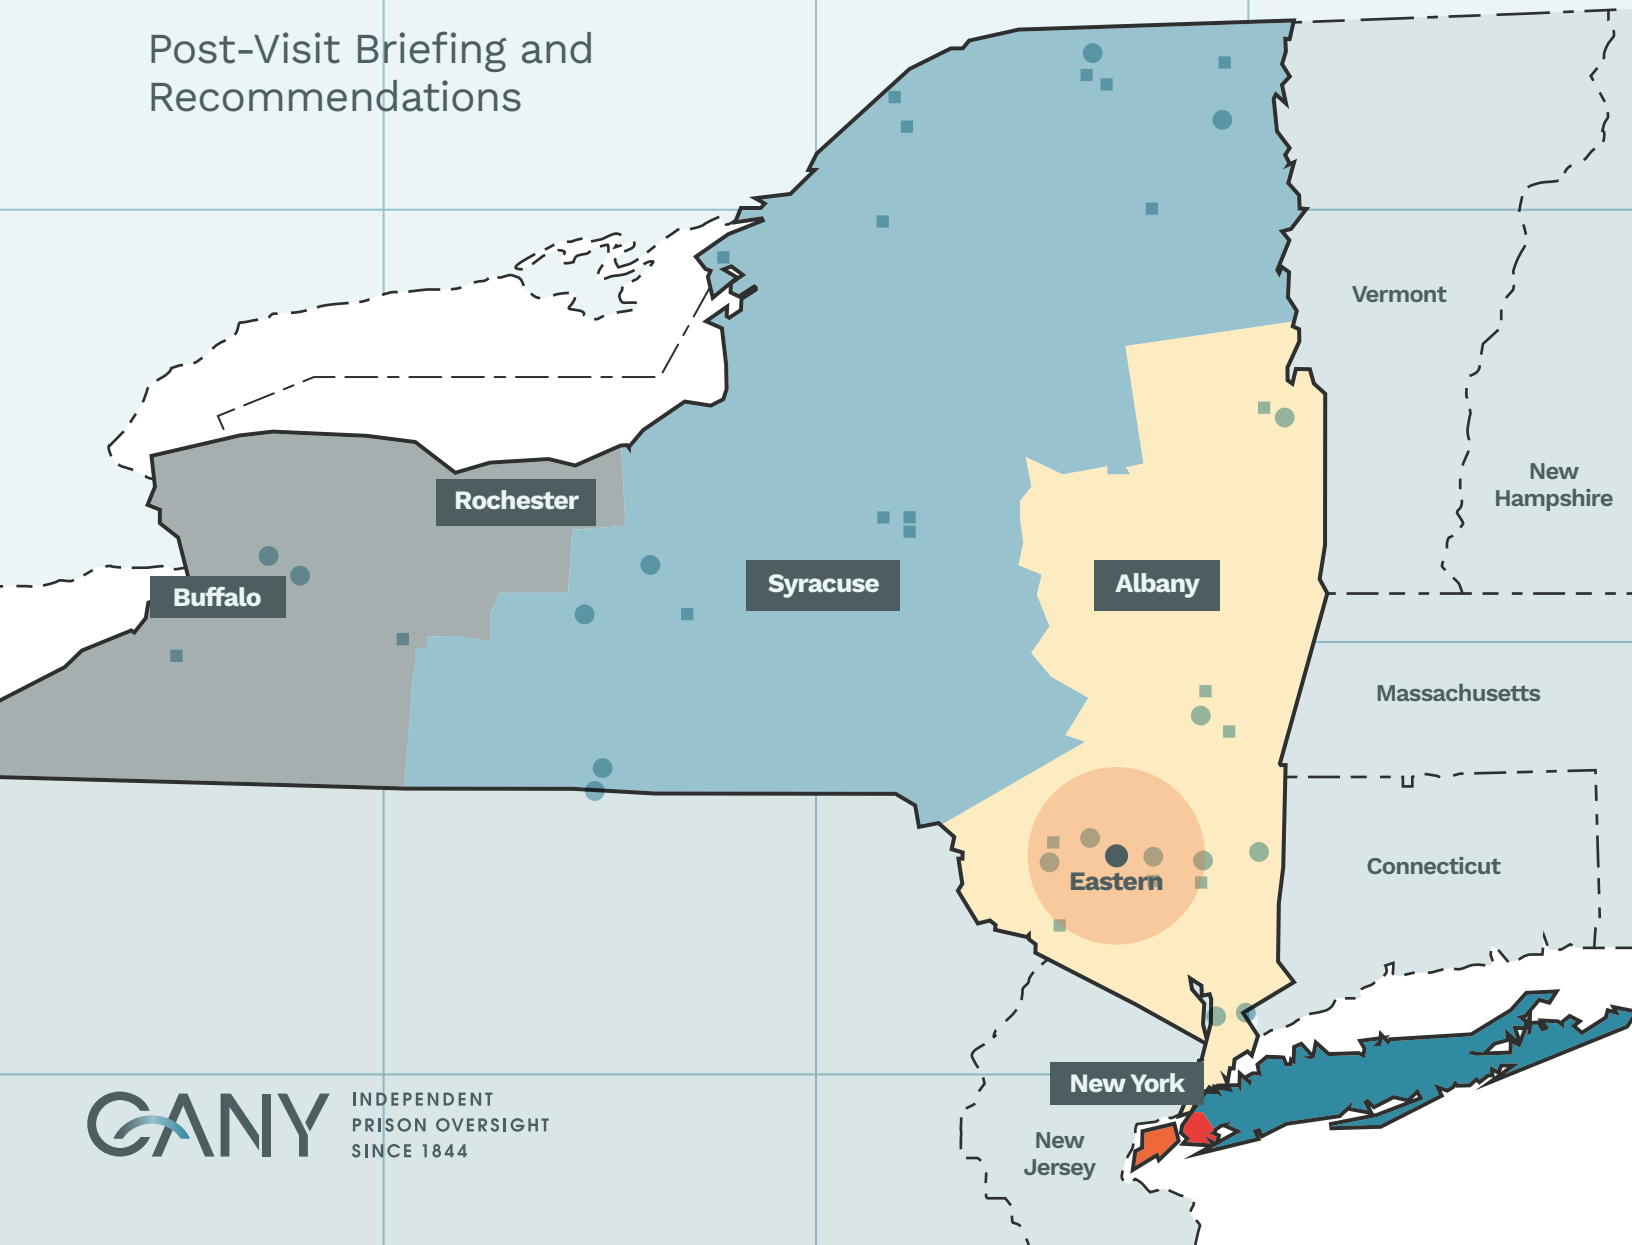 Post-Visit Briefing and
Recommendations
Vermont
New
Hampshire
Rochester
Syracuse
Albany
Buffalo
Massachusetts
Connecticut
Eastern
New York
New
Jersey
CANY
INDEPENDENT
PRISON OVERSIGHT
SINCE 1844